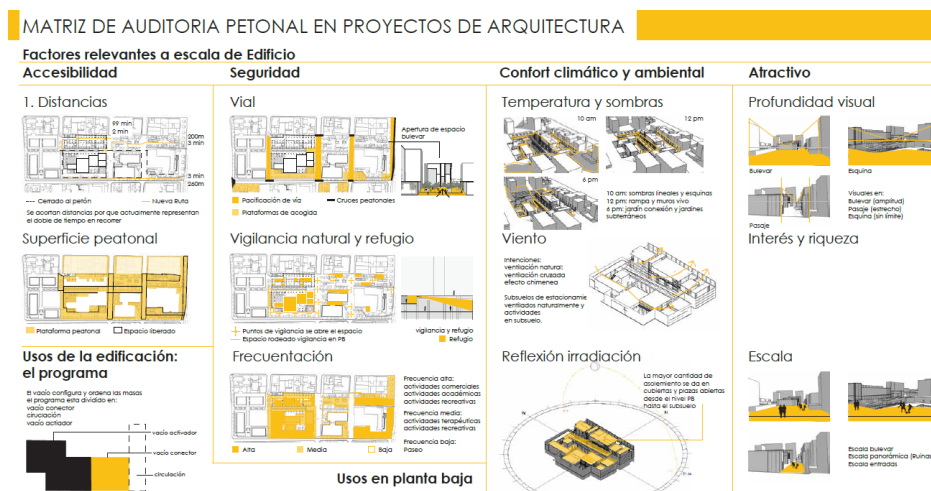 MATRIZ DE AUDITORIA PETONAL EN PROYECTOS DE ARQUITECTURA
Factores relevantes a escala de Edificio
Accesibilidad
1. Distancias
99 min
2 min
200m
3 min
3 min
260m
Cerrado al petón
Nueva Ruta
Se acortan distancias por que actualmente representan
el doble de tiempo en recorrer
Superficie peatonal
Plataforma peatonal
Espacio liberado
Usos de la edificación:
el programa
El vacío configura y ordena las masas
el programa esta dividido en:
vacío conector
ciruclación
vacío actiador
vacío activador
vacío conector
circulación
Seguridad
Vial
Apertura de espacio
bulevar
Pacificación de vía
Cruces peatonales
Plataformas de acogida
Vigilancia natural y refugio
Puntos de vigilancia se abre el espacio
Espacio rodeado vigilancia en PB
vigilancia y refugio
Refugio
Frecuentación
Frecuencia alta:
actividades comerciales
actividades académicas
actividades recreativas
Frecuencia media:
actividades terapéuticas
actividades recreativas
Frecuencia baja:
Paseo
Alta
Media
Baja
Usos en planta baja
Confort climático y ambiental
Temperatura y sombras
10 am
12 pm
6 pm
10 am: sombras lineales y esquinas
12 pm: rampa y muros vivo
6 pm: jardín conexión y jardines
subterráneos
Viento
Intenciones:
ventilación natural:
ventilación cruzada
efecto chimenea
Subsuelos de estacionamie
ventilados naturalmente y
actividades
en subsuelo.
Reflexión irradiación
La mayor cantidad de
asoleamiento se da en
cubiertas y plazas abiertas
desde el nivel PB
hasta el subsuelo
Atractivo
Profundidad visual
Bulevar
Esquina
Pasaje
Visuales en:
Bulevar (amplitud)
Pasaje (estrecho)
Esquina (sin límite)
Interés y riqueza
Escala
Escala bulevar
Escala panorámica (Ruinas
Escala entradas